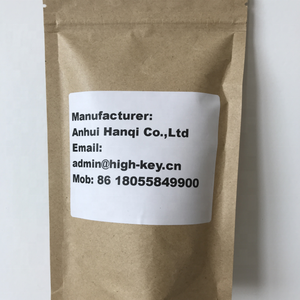 Manufacturer:
Anhui Hanqi Co.,Ltd
Email:
admin@high-key.cn
Mob: 86 18055849900